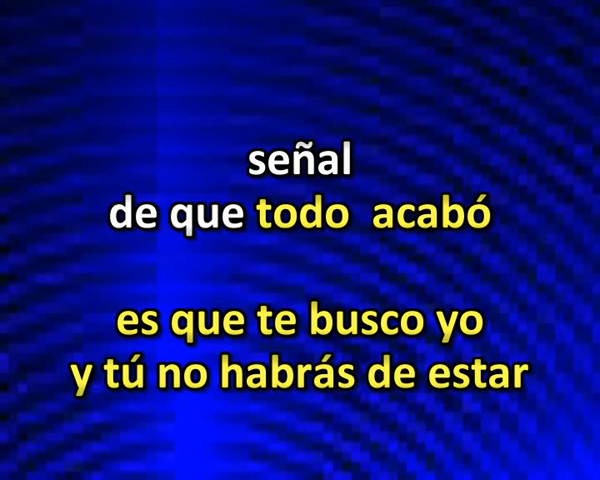 señal
de que todo acabó
es que te busco yo
y tú no habrás de estar